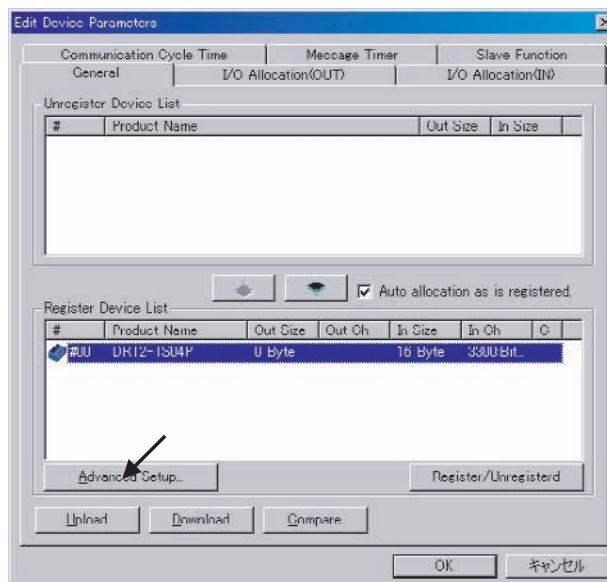 Edit Device Parameters
Communication Cycle Time Message Timer Slave Function
General I/O Allocation(OUT) I/O Allocation(IN)
Unregister Device List
# Product Name Out Size In Size
Auto allocation as is registered.
Register Device List
# Product Name Out Size Out Ch In Size In Ch C
#00 DRT2-TS04P 0 Byte 16 Byte 3300:Bit...
Advanced Setup... Register/Unregisterd
Upload Download Compare
OK キャンセル